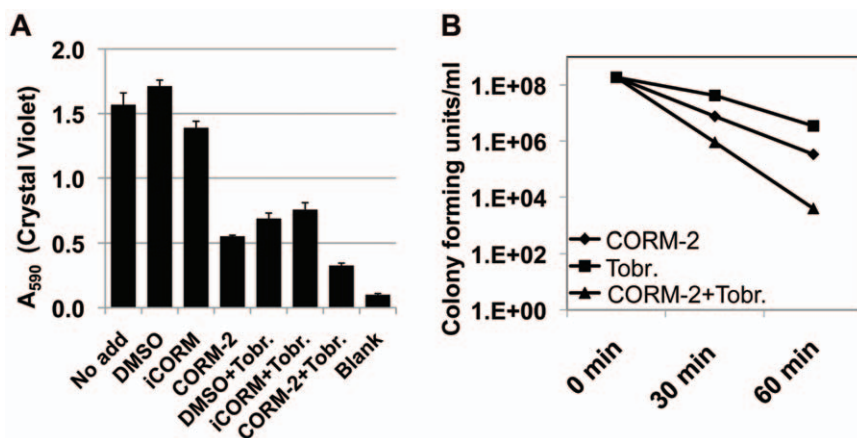 A
A590 (Crystal Violet)
2.0
1.5
1.0
0.5
0.0
No add
DMSO
iCORM
CORM-2
DMSO+Tobr.
iCORM+Tobr.
CORM-2+Tobr.
Blank
B
Colony forming units/ml
1.E+08
1.E+06
1.E+04
1.E+02
1.E+00
CORM-2
Tobr.
CORM-2+Tobr.
0 min
30 min
60 min